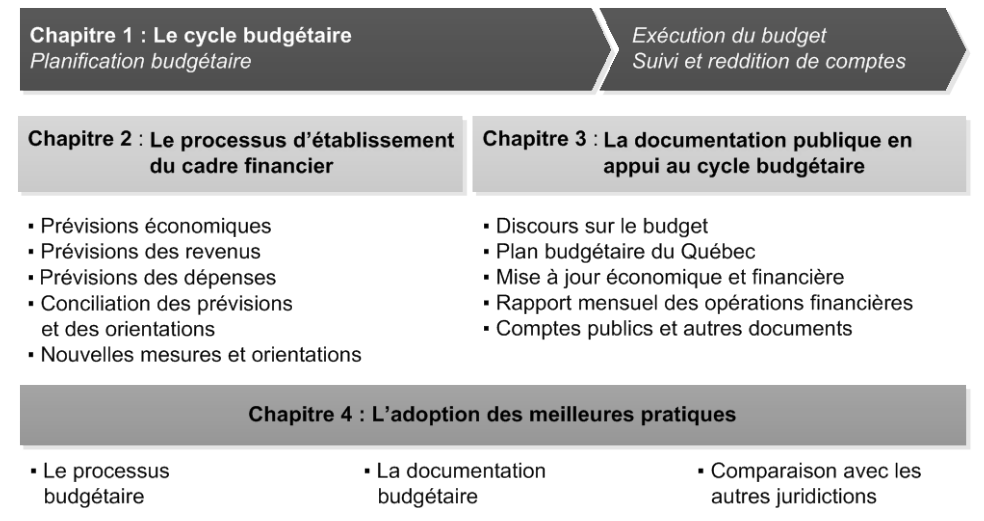 Chapitre 1 : Le cycle budgétaire
Planification budgétaire
Exécution du budget
Suivi et reddition de comptes
Chapitre 2 : Le processus d’établissement
du cadre financier
▪ Prévisions économiques
▪ Prévisions des revenus
▪ Prévisions des dépenses
▪ Conciliation des prévisions
et des orientations
▪ Nouvelles mesures et orientations
Chapitre 3 : La documentation publique en
appui au cycle budgétaire
▪ Discours sur le budget
▪ Plan budgétaire du Québec
▪ Mise à jour économique et financière
▪ Rapport mensuel des opérations financières
▪ Comptes publics et autres documents
Chapitre 4 : L’adoption des meilleures pratiques
▪ Le processus
budgétaire
▪ La documentation
budgétaire
▪ Comparaison avec les
autres juridictions